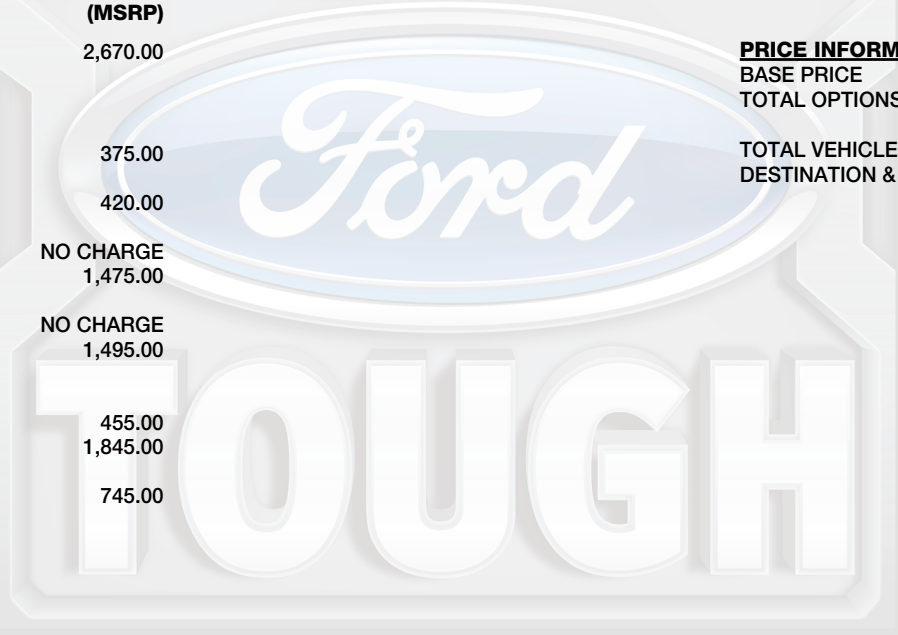 (MSRP)
2,670.00
375.00
420.00
NO CHARGE
1,475.00
NO CHARGE
1,495.00
455.00
1,845.00
745.00
PRICE INFORM
BASE PRICE
TOTAL OPTIONS
TOTAL VEHICLE
DESTINATION &
Ford
TOUGH